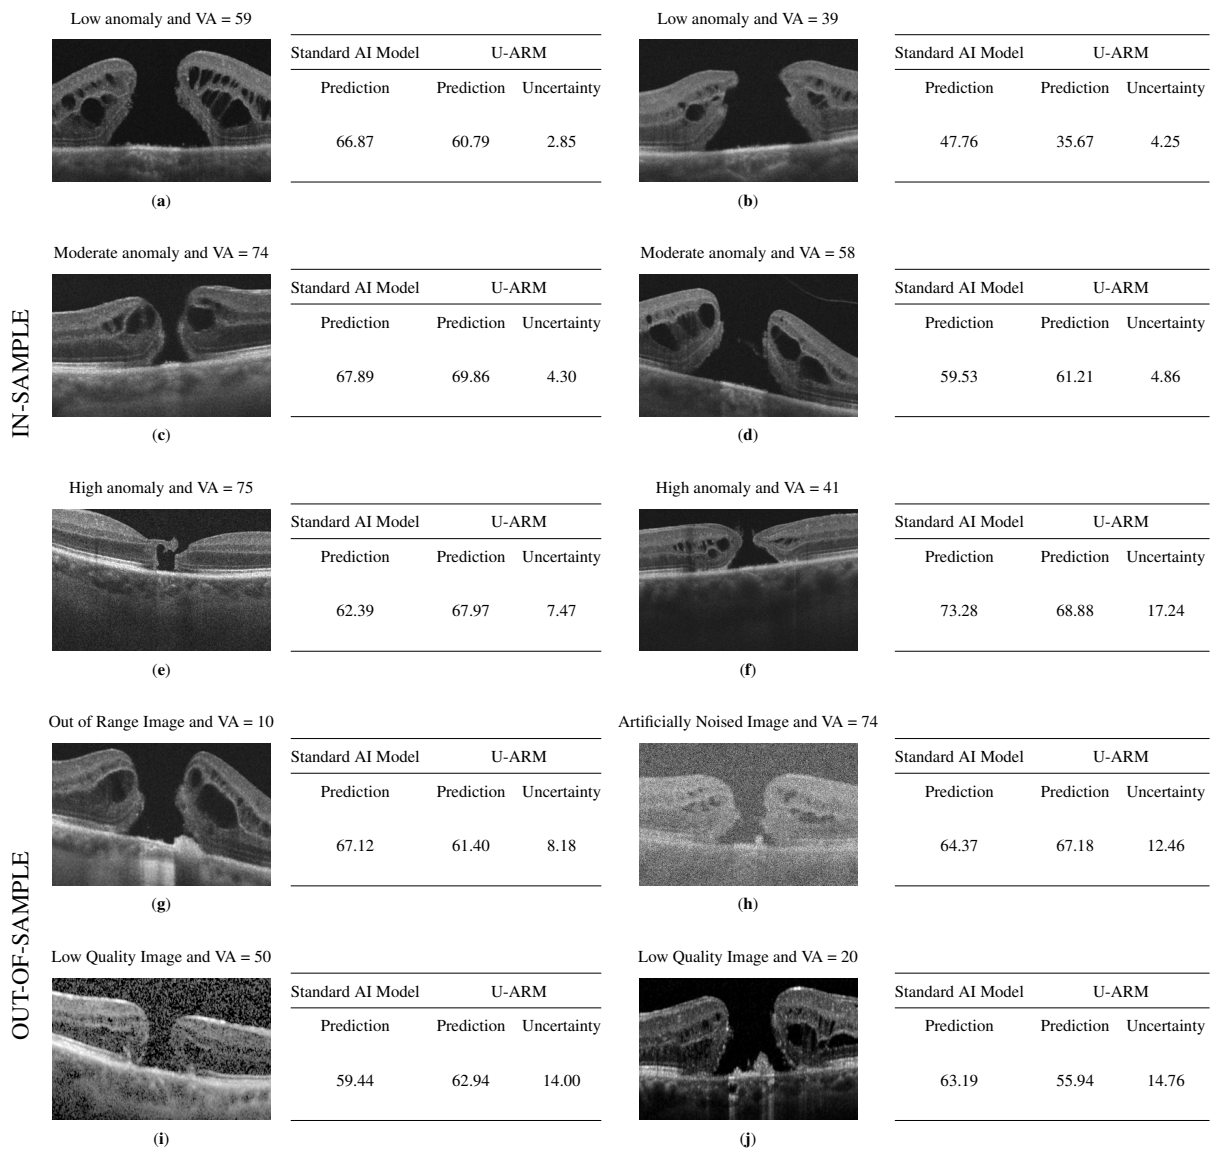 IN-SAMPLE
Low anomaly and VA = 59
Standard AI Model U-ARM
Prediction Prediction Uncertainty
66.87 60.79 2.85
(a)
Low anomaly and VA = 39
Standard AI Model U-ARM
Prediction Prediction Uncertainty
47.76 35.67 4.25
(b)
Moderate anomaly and VA = 74
Standard AI Model U-ARM
Prediction Prediction Uncertainty
67.89 69.86 4.30
(c)
Moderate anomaly and VA = 58
Standard AI Model U-ARM
Prediction Prediction Uncertainty
59.53 61.21 4.86
(d)
High anomaly and VA = 75
Standard AI Model U-ARM
Prediction Prediction Uncertainty
62.39 67.97 7.47
(e)
High anomaly and VA = 41
Standard AI Model U-ARM
Prediction Prediction Uncertainty
73.28 68.88 17.24
(f)
OUT-OF-SAMPLE
Out of Range Image and VA = 10
Standard AI Model U-ARM
Prediction Prediction Uncertainty
67.12 61.40 8.18
(g)
Artificially Noised Image and VA = 74
Standard AI Model U-ARM
Prediction Prediction Uncertainty
64.37 67.18 12.46
(h)
Low Quality Image and VA = 50
Standard AI Model U-ARM
Prediction Prediction Uncertainty
59.44 62.94 14.00
(i)
Low Quality Image and VA = 20
Standard AI Model U-ARM
Prediction Prediction Uncertainty
63.19 55.94 14.76
(j)